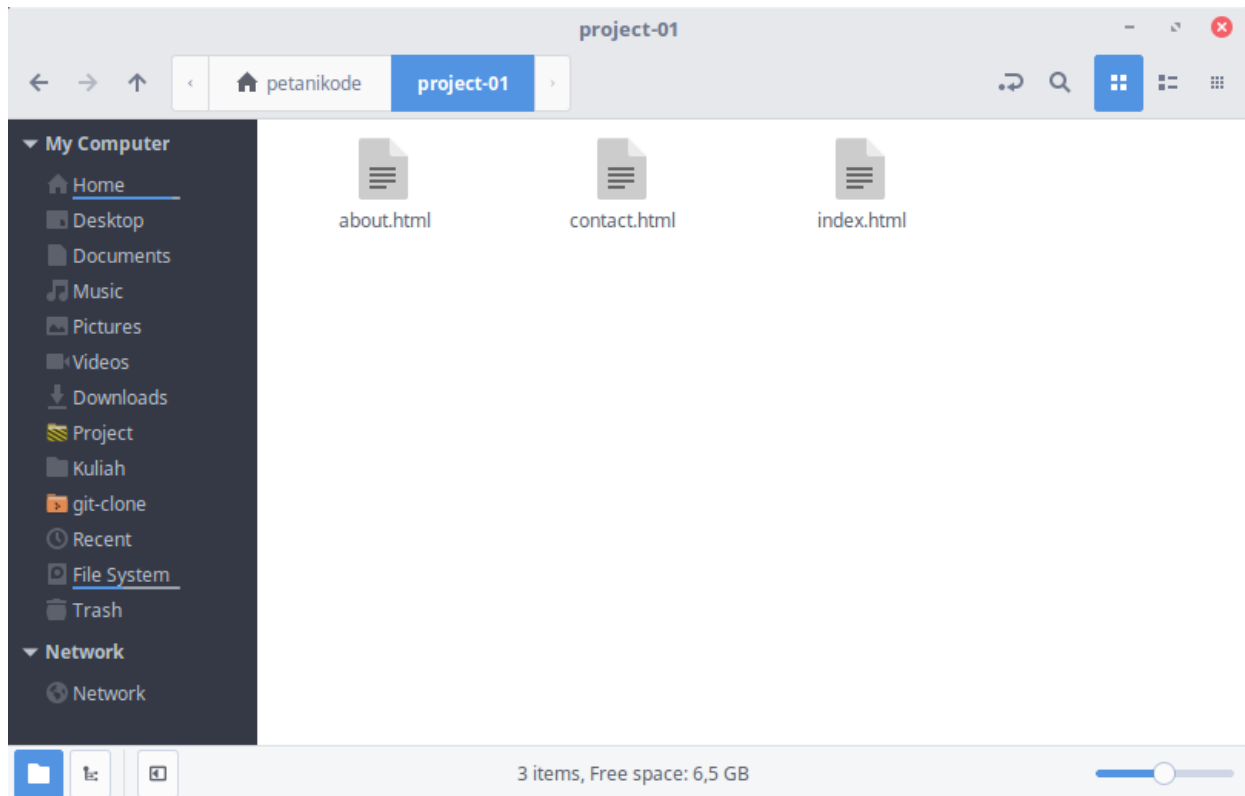 project-01
petanikode
project-01
My Computer
Home
Desktop
Documents
Music
Pictures
Videos
Downloads
Project
Kuliah
git-clone
Recent
File System
Trash
Network
Network
about.html
contact.html
index.html
3 items, Free space: 6,5 GB